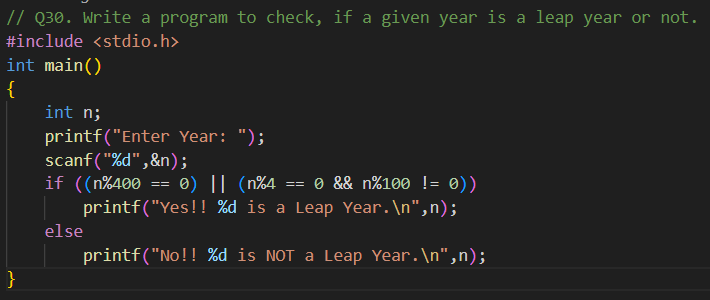 // Q30. Write a program to check, if a given year is a leap year or not.
#include <stdio.h>
int main()
{
    int n;
    printf("Enter Year: ");
    scanf("%d",&n);
    if ((n%400 == 0) || (n%4 == 0 && n%100 != 0))
        printf("Yes!! %d is a Leap Year.\n",n);
    else
        printf("No!! %d is NOT a Leap Year.\n",n);
}